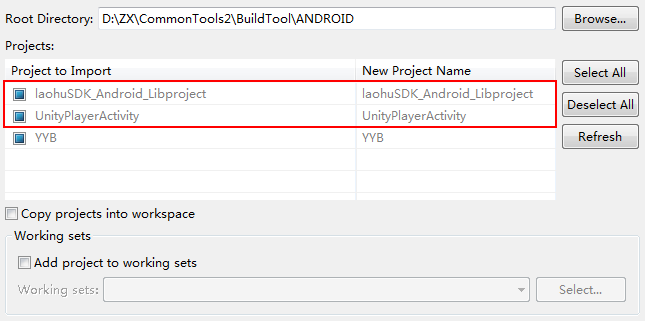 Root Directory: D:\ZX\CommonTools2\BuildTool\ANDROID Browse...
Projects:
Project to Import New Project Name Select All
laohuSDK_Android_Libproject laohuSDK_Android_Libproject
Deselect All
UnityPlayerActivity UnityPlayerActivity
YYB YYB Refresh
Copy projects into workspace
Working sets
Add project to working sets
Working sets: Select...